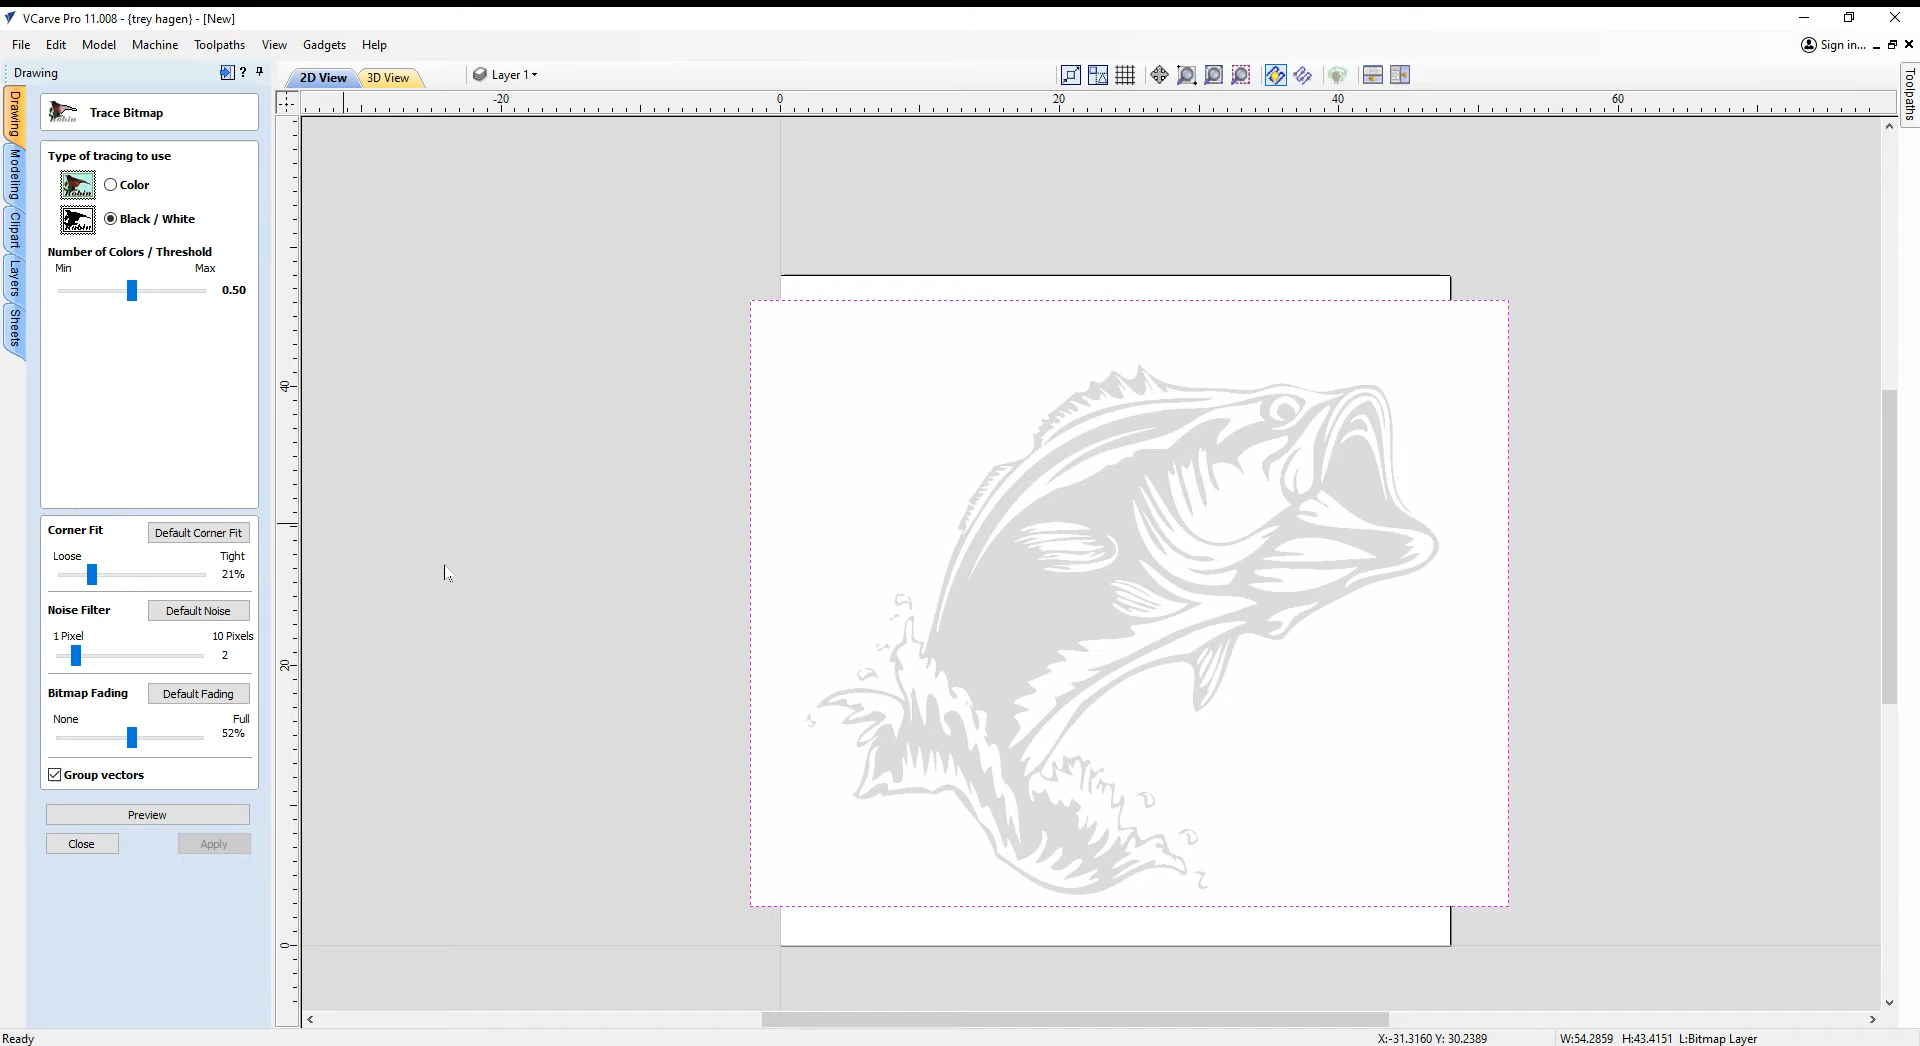 VCarve Pro 11.008 - {trey hagen} - [New]
File Edit Model Machine Toolpaths View Gadgets Help
Sign in...
Drawing ?
2D View 3D View Layer 1
Toolpaths
-20 0 20 40 60
Drawing
Modeling
Clipart
Layers
Sheets
Trace Bitmap
Type of tracing to use
Color
Black / White
Number of Colors / Threshold
Min Max
0.50
Corner Fit Default Corner Fit
Loose Tight
21%
Noise Filter Default Noise
1 Pixel 10 Pixels
2
Bitmap Fading Default Fading
None Full
52%
Group vectors
Preview
Close Apply
40
20
0
Ready X:-31.3160 Y: 30.2389 W:54.2859 H:43.4151 L:Bitmap Layer